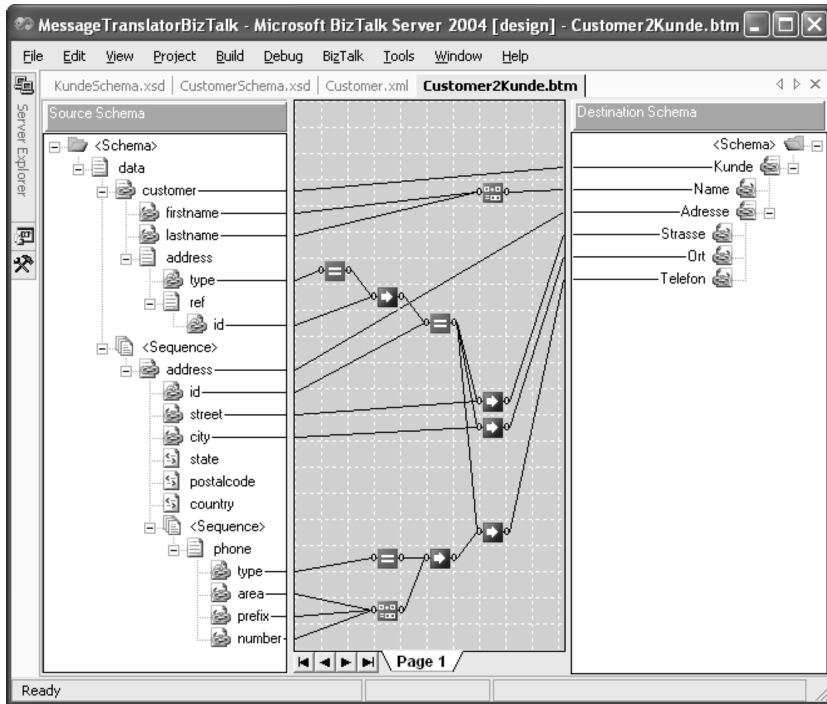 MessageTranslatorBizTalk - Microsoft BizTalk Server 2004 [design] - Customer2Kunde.btm
File Edit View Project Build Debug BizTalk Tools Window Help
KundeSchema.xsd | CustomerSchema.xsd | Customer.xml Customer2Kunde.btm
Server Explorer
Source Schema
<Schema>
data
customer
firstname
lastname
address
type
ref
id
<Sequence>
address
id
street
city
state
postalcode
country
<Sequence>
phone
type
area
prefix
number
Page 1
Destination Schema
<Schema>
Kunde
Name
Adresse
Strasse
Ort
Telefon
Ready